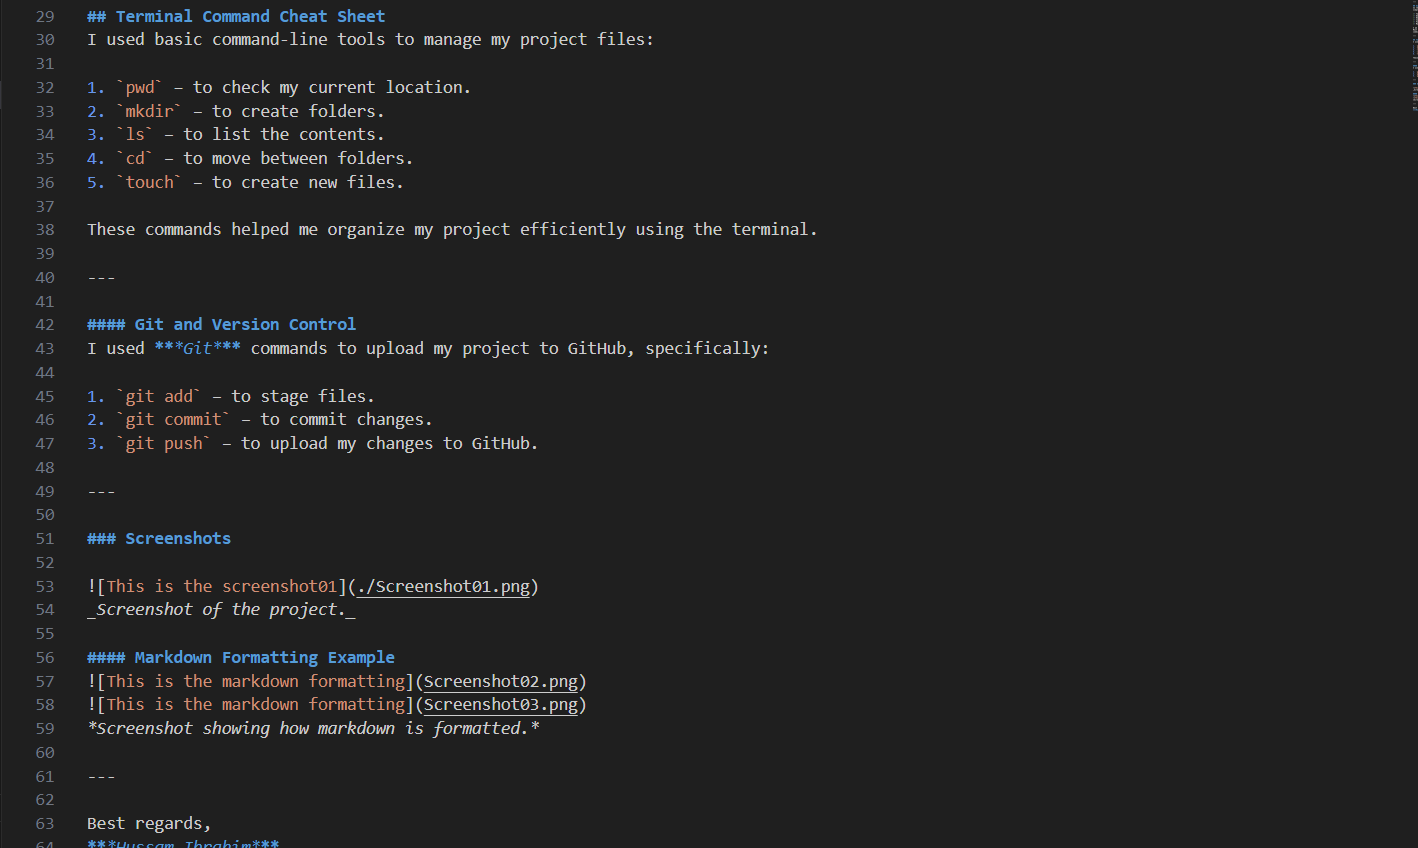 29 ## Terminal Command Cheat Sheet
30 I used basic command-line tools to manage my project files:
31
32 1. `pwd` – to check my current location.
33 2. `mkdir` – to create folders.
34 3. `ls` – to list the contents.
35 4. `cd` – to move between folders.
36 5. `touch` – to create new files.
37
38 These commands helped me organize my project efficiently using the terminal.
39
40 ---
41
42 #### Git and Version Control
43 I used ***Git*** commands to upload my project to GitHub, specifically:
44
45 1. `git add` – to stage files.
46 2. `git commit` – to commit changes.
47 3. `git push` – to upload my changes to GitHub.
48
49 ---
50
51 ### Screenshots
52
53 ![This is the screenshot01](./Screenshot01.png)
54 _Screenshot of the project._
55
56 #### Markdown Formatting Example
57 ![This is the markdown formatting](Screenshot02.png)
58 ![This is the markdown formatting](Screenshot03.png)
59 *Screenshot showing how markdown is formatted.*
60
61 ---
62
63 Best regards,
64 ***Hussam Ibrahim***